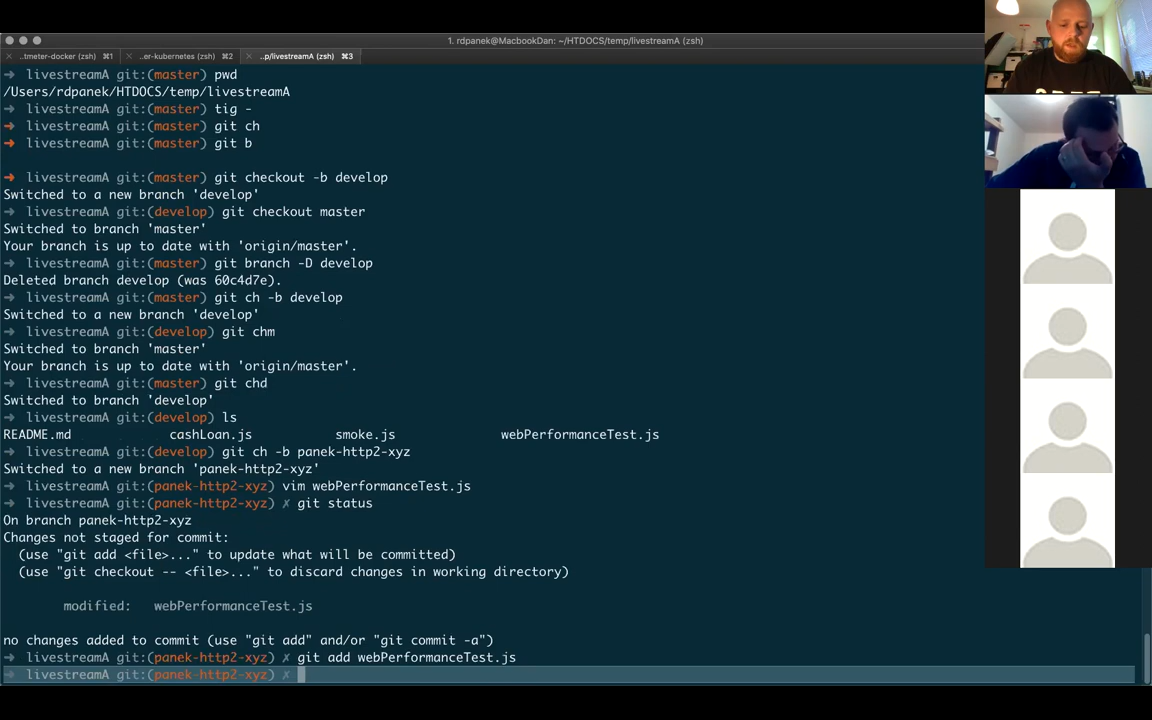 1. rdpanek@MacbookDan: ~/HTDOCS/temp/livestreamA (zsh)
..tmeter-docker (zsh) ⌘1 ..er-kubernetes (zsh) ⌘2 ..p/livestreamA (zsh) ⌘3
➜ livestreamA git:(master) pwd
/Users/rdpanek/HTDOCS/temp/livestreamA
➜ livestreamA git:(master) tig -
➜ livestreamA git:(master) git ch
➜ livestreamA git:(master) git b
➜ livestreamA git:(master) git checkout -b develop
Switched to a new branch 'develop'
➜ livestreamA git:(develop) git checkout master
Switched to branch 'master'
Your branch is up to date with 'origin/master'.
➜ livestreamA git:(master) git branch -D develop
Deleted branch develop (was 60c4d7e).
➜ livestreamA git:(master) git ch -b develop
Switched to a new branch 'develop'
➜ livestreamA git:(develop) git chm
Switched to branch 'master'
Your branch is up to date with 'origin/master'.
➜ livestreamA git:(master) git chd
Switched to branch 'develop'
➜ livestreamA git:(develop) ls
README.md cashLoan.js smoke.js webPerformanceTest.js
➜ livestreamA git:(develop) git ch -b panek-http2-xyz
Switched to a new branch 'panek-http2-xyz'
➜ livestreamA git:(panek-http2-xyz) vim webPerformanceTest.js
➜ livestreamA git:(panek-http2-xyz) ✗ git status
On branch panek-http2-xyz
Changes not staged for commit:
(use "git add <file>..." to update what will be committed)
(use "git checkout -- <file>..." to discard changes in working directory)
modified: webPerformanceTest.js
no changes added to commit (use "git add" and/or "git commit -a")
➜ livestreamA git:(panek-http2-xyz) ✗ git add webPerformanceTest.js
➜ livestreamA git:(panek-http2-xyz) ✗